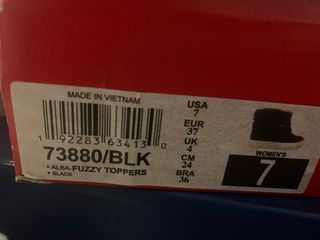 MADE IN VIETNAM
1 92283 63413 0
73880/BLK
• ALBA-FUZZY TOPPERS
• BLACK
USA
7
EUR
37
UK
4
CM
24
BRA
36
WOMEN'S
7